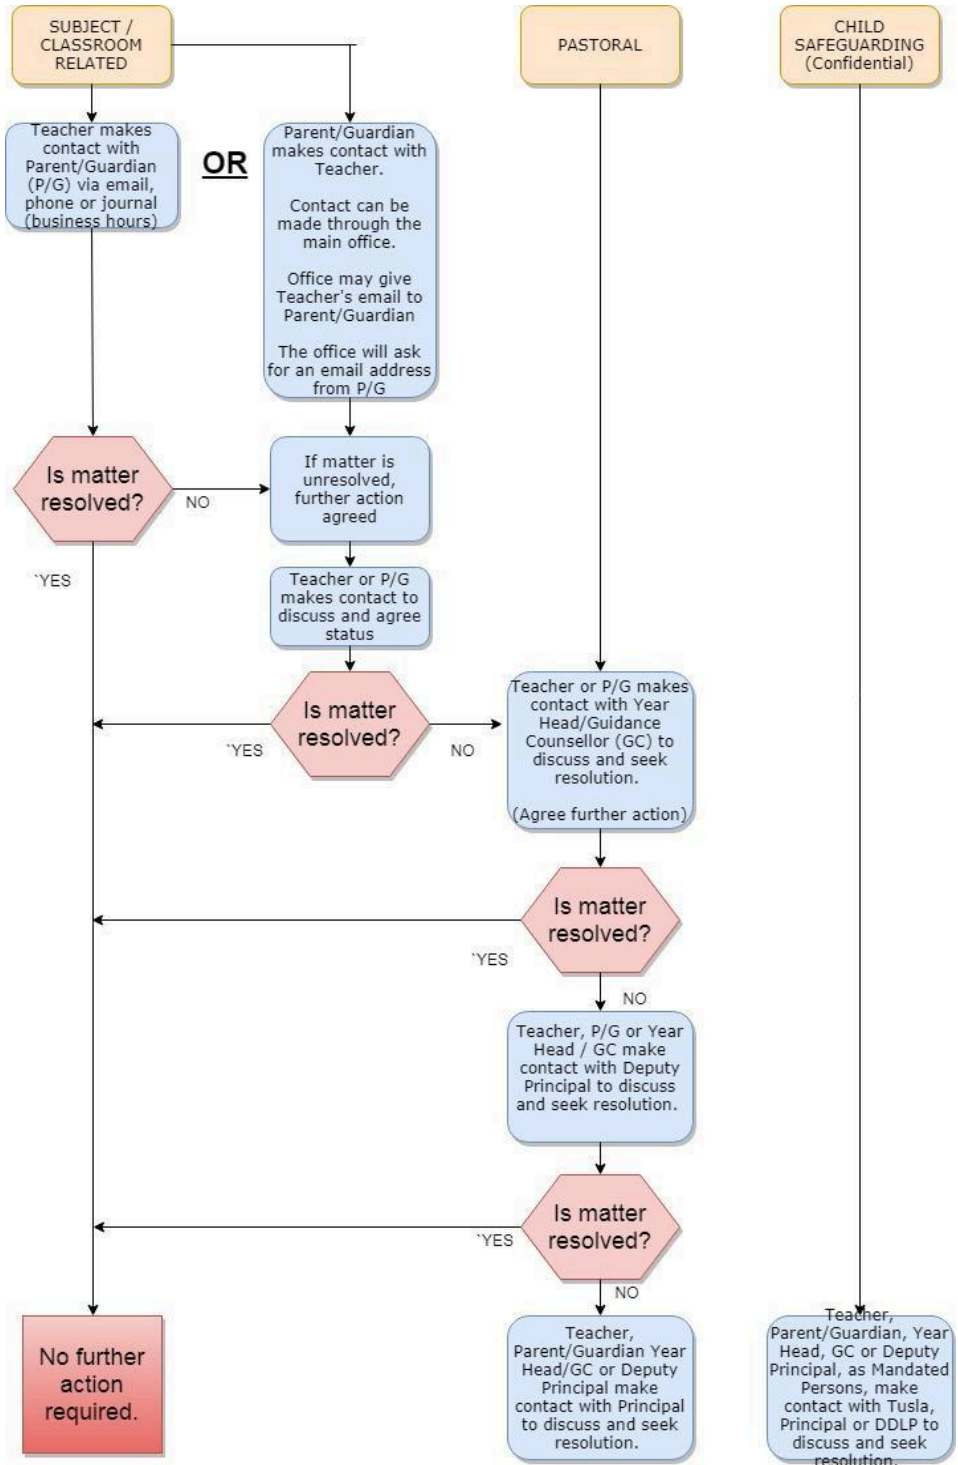 SUBJECT /
CLASSROOM
RELATED
PASTORAL
CHILD
SAFEGUARDING
(Confidential)
Teacher makes
contact with
Parent/Guardian
(P/G) via email,
phone or journal
(business hours)
OR
Parent/Guardian
makes contact with
Teacher.
Contact can be
made through the
main office.
Office may give
Teacher's email to
Parent/Guardian
The office will ask
for an email address
from P/G
Is matter
resolved?
NO
`YES
If matter is
unresolved,
further action
agreed
Teacher or P/G
makes contact to
discuss and agree
status
Is matter
resolved?
`YES
NO
Teacher or P/G makes
contact with Year
Head/Guidance
Counsellor (GC) to
discuss and seek
resolution.
(Agree further action)
Is matter
resolved?
`YES
NO
Teacher, P/G or Year
Head / GC make
contact with Deputy
Principal to discuss
and seek resolution.
Is matter
resolved?
`YES
NO
No further
action
required.
Teacher,
Parent/Guardian Year
Head/GC or Deputy
Principal make
contact with Principal
to discuss and seek
resolution.
Teacher,
Parent/Guardian, Year
Head, GC or Deputy
Principal, as Mandated
Persons, make
contact with Tusla,
Principal or DDLP to
discuss and seek
resolution.